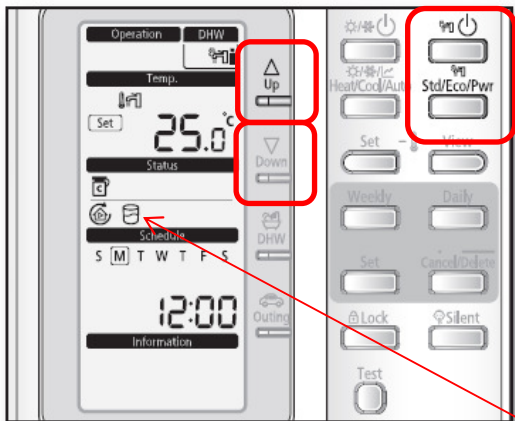 Operation DHW
Temp.
Set 25.0°C
Status
c
Schedule
S M T W T F S
12:00
Information
Up
Down
DHW
Outing
Heat/Cool/Auto Std/Eco/Pwr
Set View
Weekly Daily
Set Cancel/Delete
Lock Silent
Test